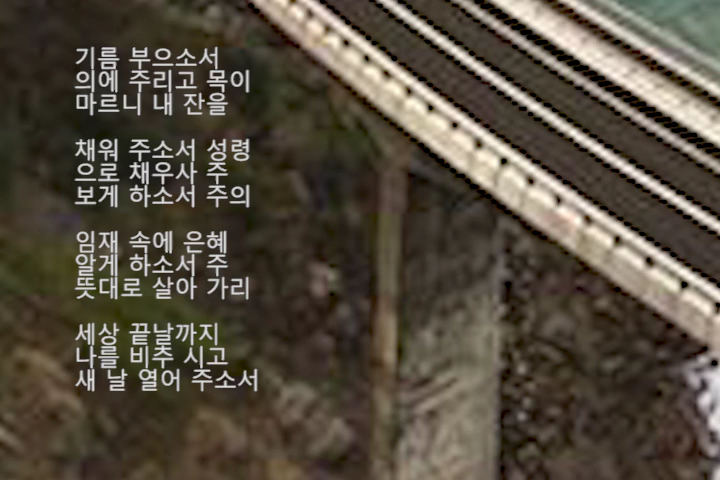 기름 부으소서
의에 주리고 목이
마르니 내 잔을
채워 주소서 성령
으로 채우사 주
보게 하소서 주의
임재 속에 은혜
알게 하소서 주
뜻대로 살아 가리
세상 끝날까지
나를 비추 시고
새 날 열어 주소서